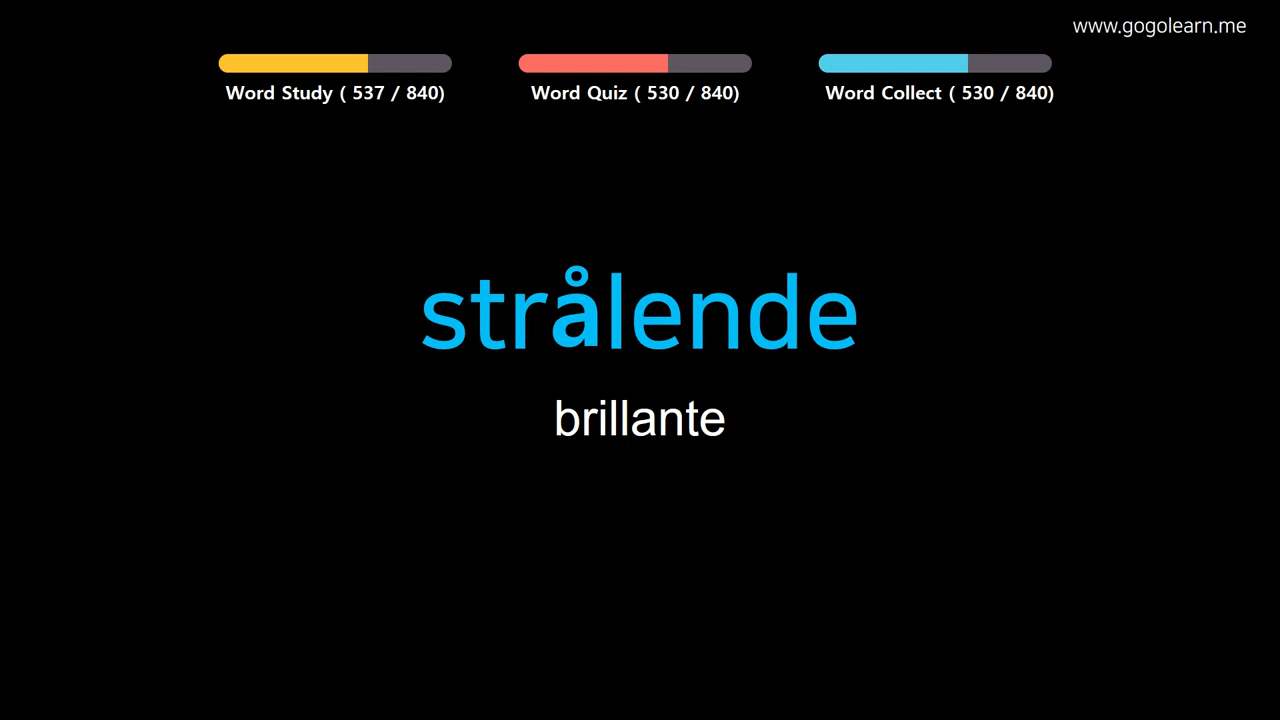 www.gogolearn.me
Word Study ( 537 / 840)
Word Quiz ( 530 / 840)
Word Collect ( 530 / 840)
strålende
brillante